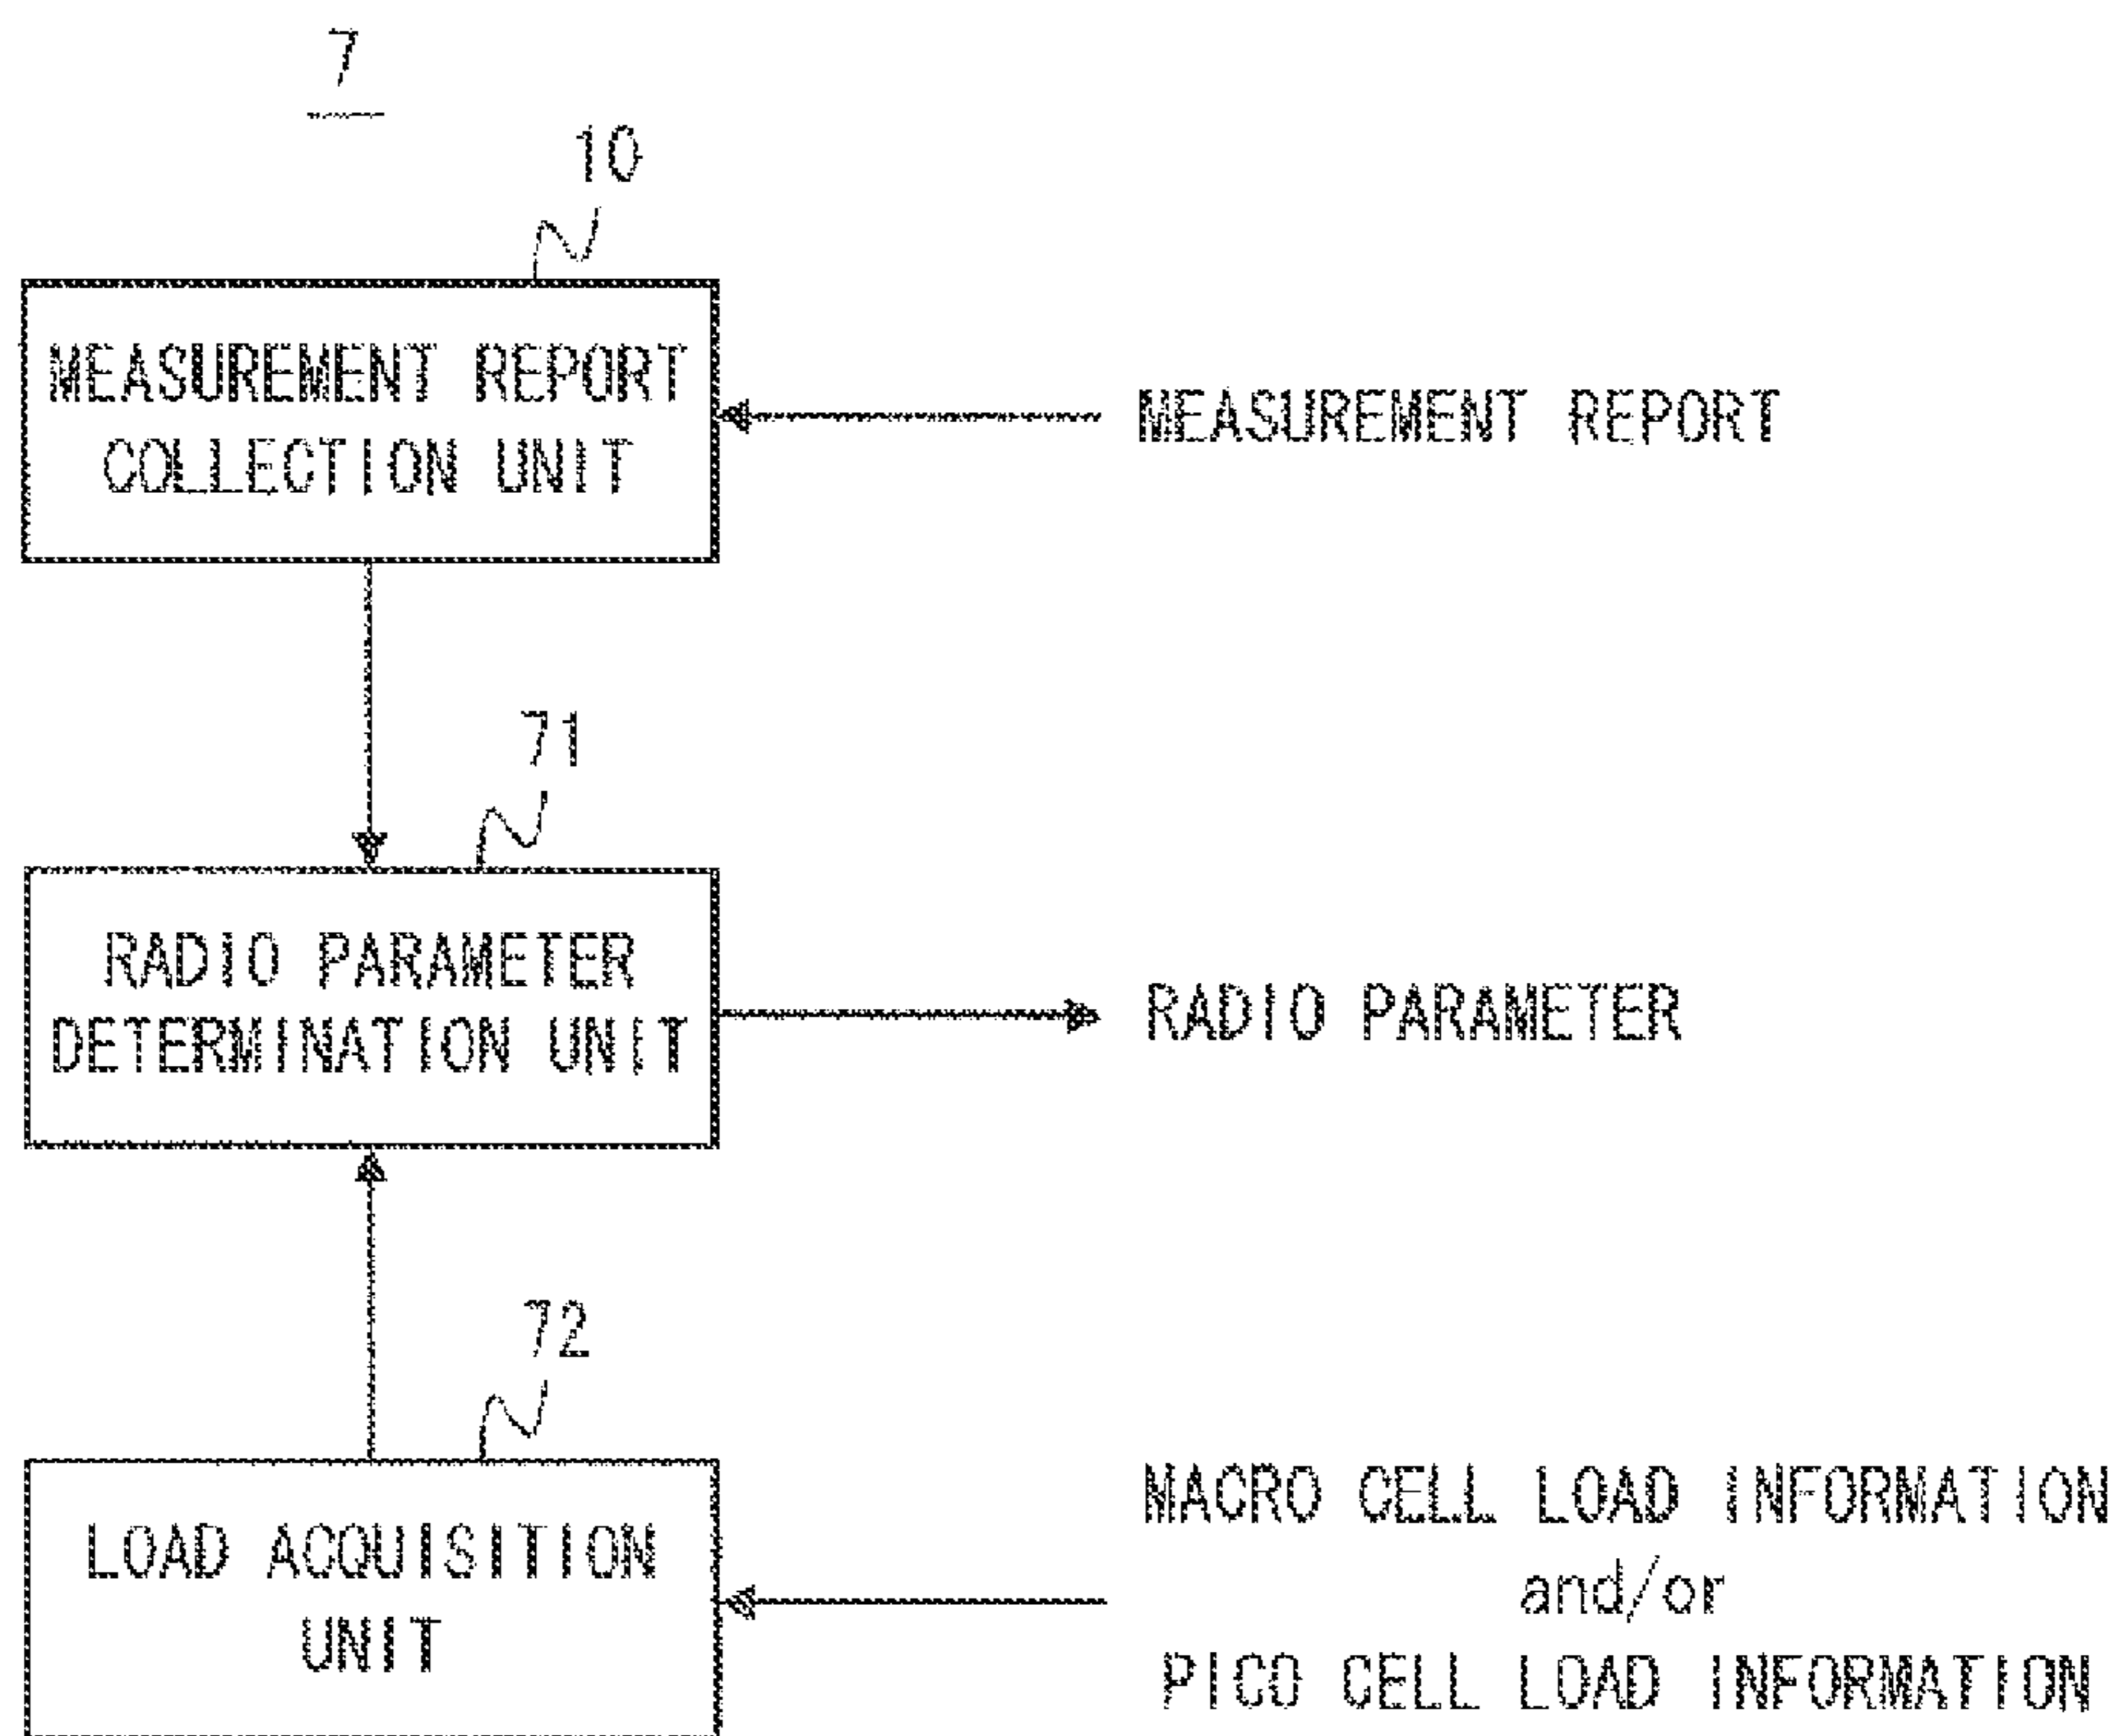 7
10
MEASUREMENT REPORT
COLLECTION UNIT
MEASUREMENT REPORT
71
RADIO PARAMETER
DETERMINATION UNIT
RADIO PARAMETER
72
LOAD ACQUISITION
UNIT
MACRO CELL LOAD INFORMATION
and/or
PICO CELL LOAD INFORMATION